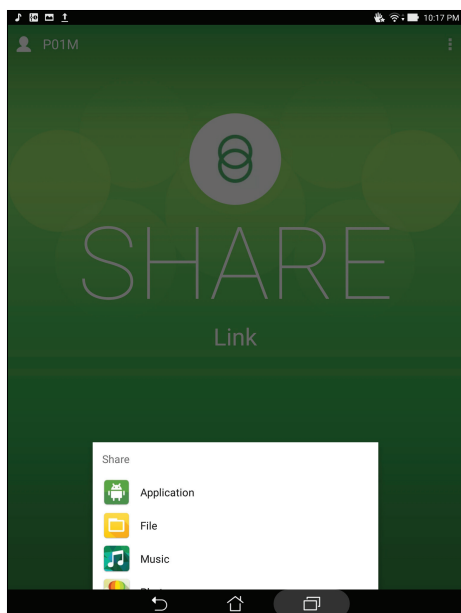 10:17 PM
P01M
SHARE
Link
Share
Application
File
Music